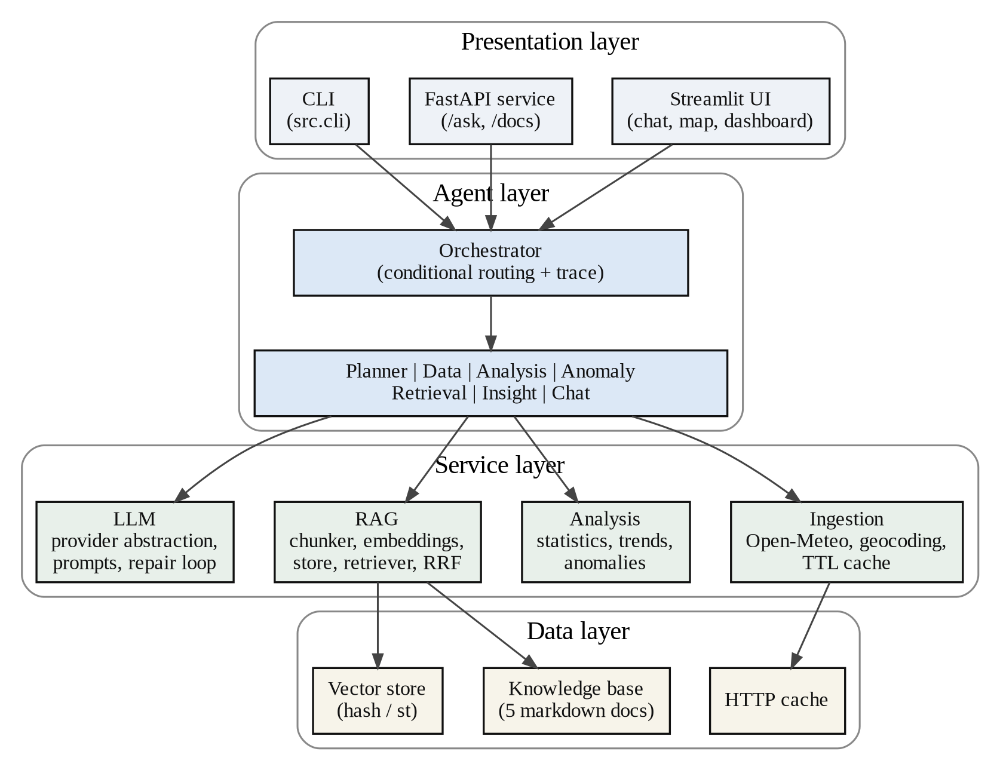 Presentation layer
CLI
(src.cli)
FastAPI service
(/ask, /docs)
Streamlit UI
(chat, map, dashboard)
Agent layer
Orchestrator
(conditional routing + trace)
Planner | Data | Analysis | Anomaly
Retrieval | Insight | Chat
Service layer
LLM
provider abstraction,
prompts, repair loop
RAG
chunker, embeddings,
store, retriever, RRF
Analysis
statistics, trends,
anomalies
Ingestion
Open-Meteo, geocoding,
TTL cache
Data layer
Vector store
(hash / st)
Knowledge base
(5 markdown docs)
HTTP cache